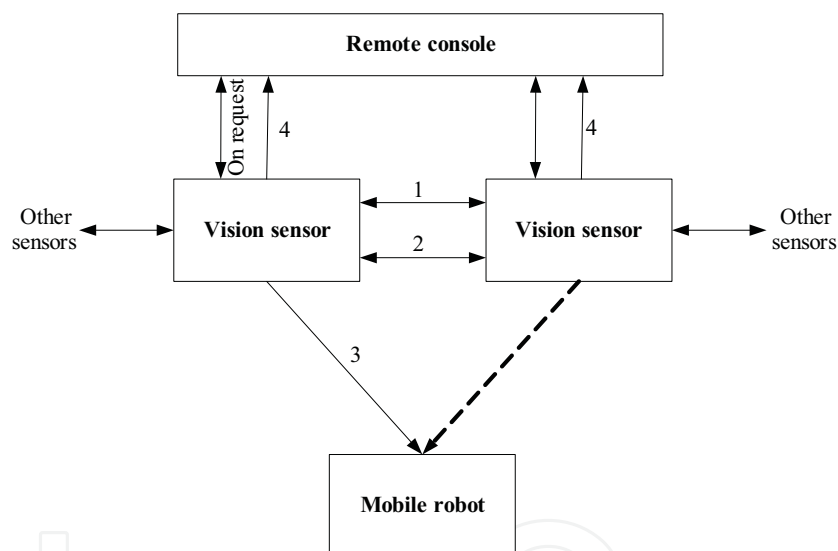 Remote console
On request
4
4
1
Other
sensors
Vision sensor
Vision sensor
Other
sensors
2
3
Mobile robot